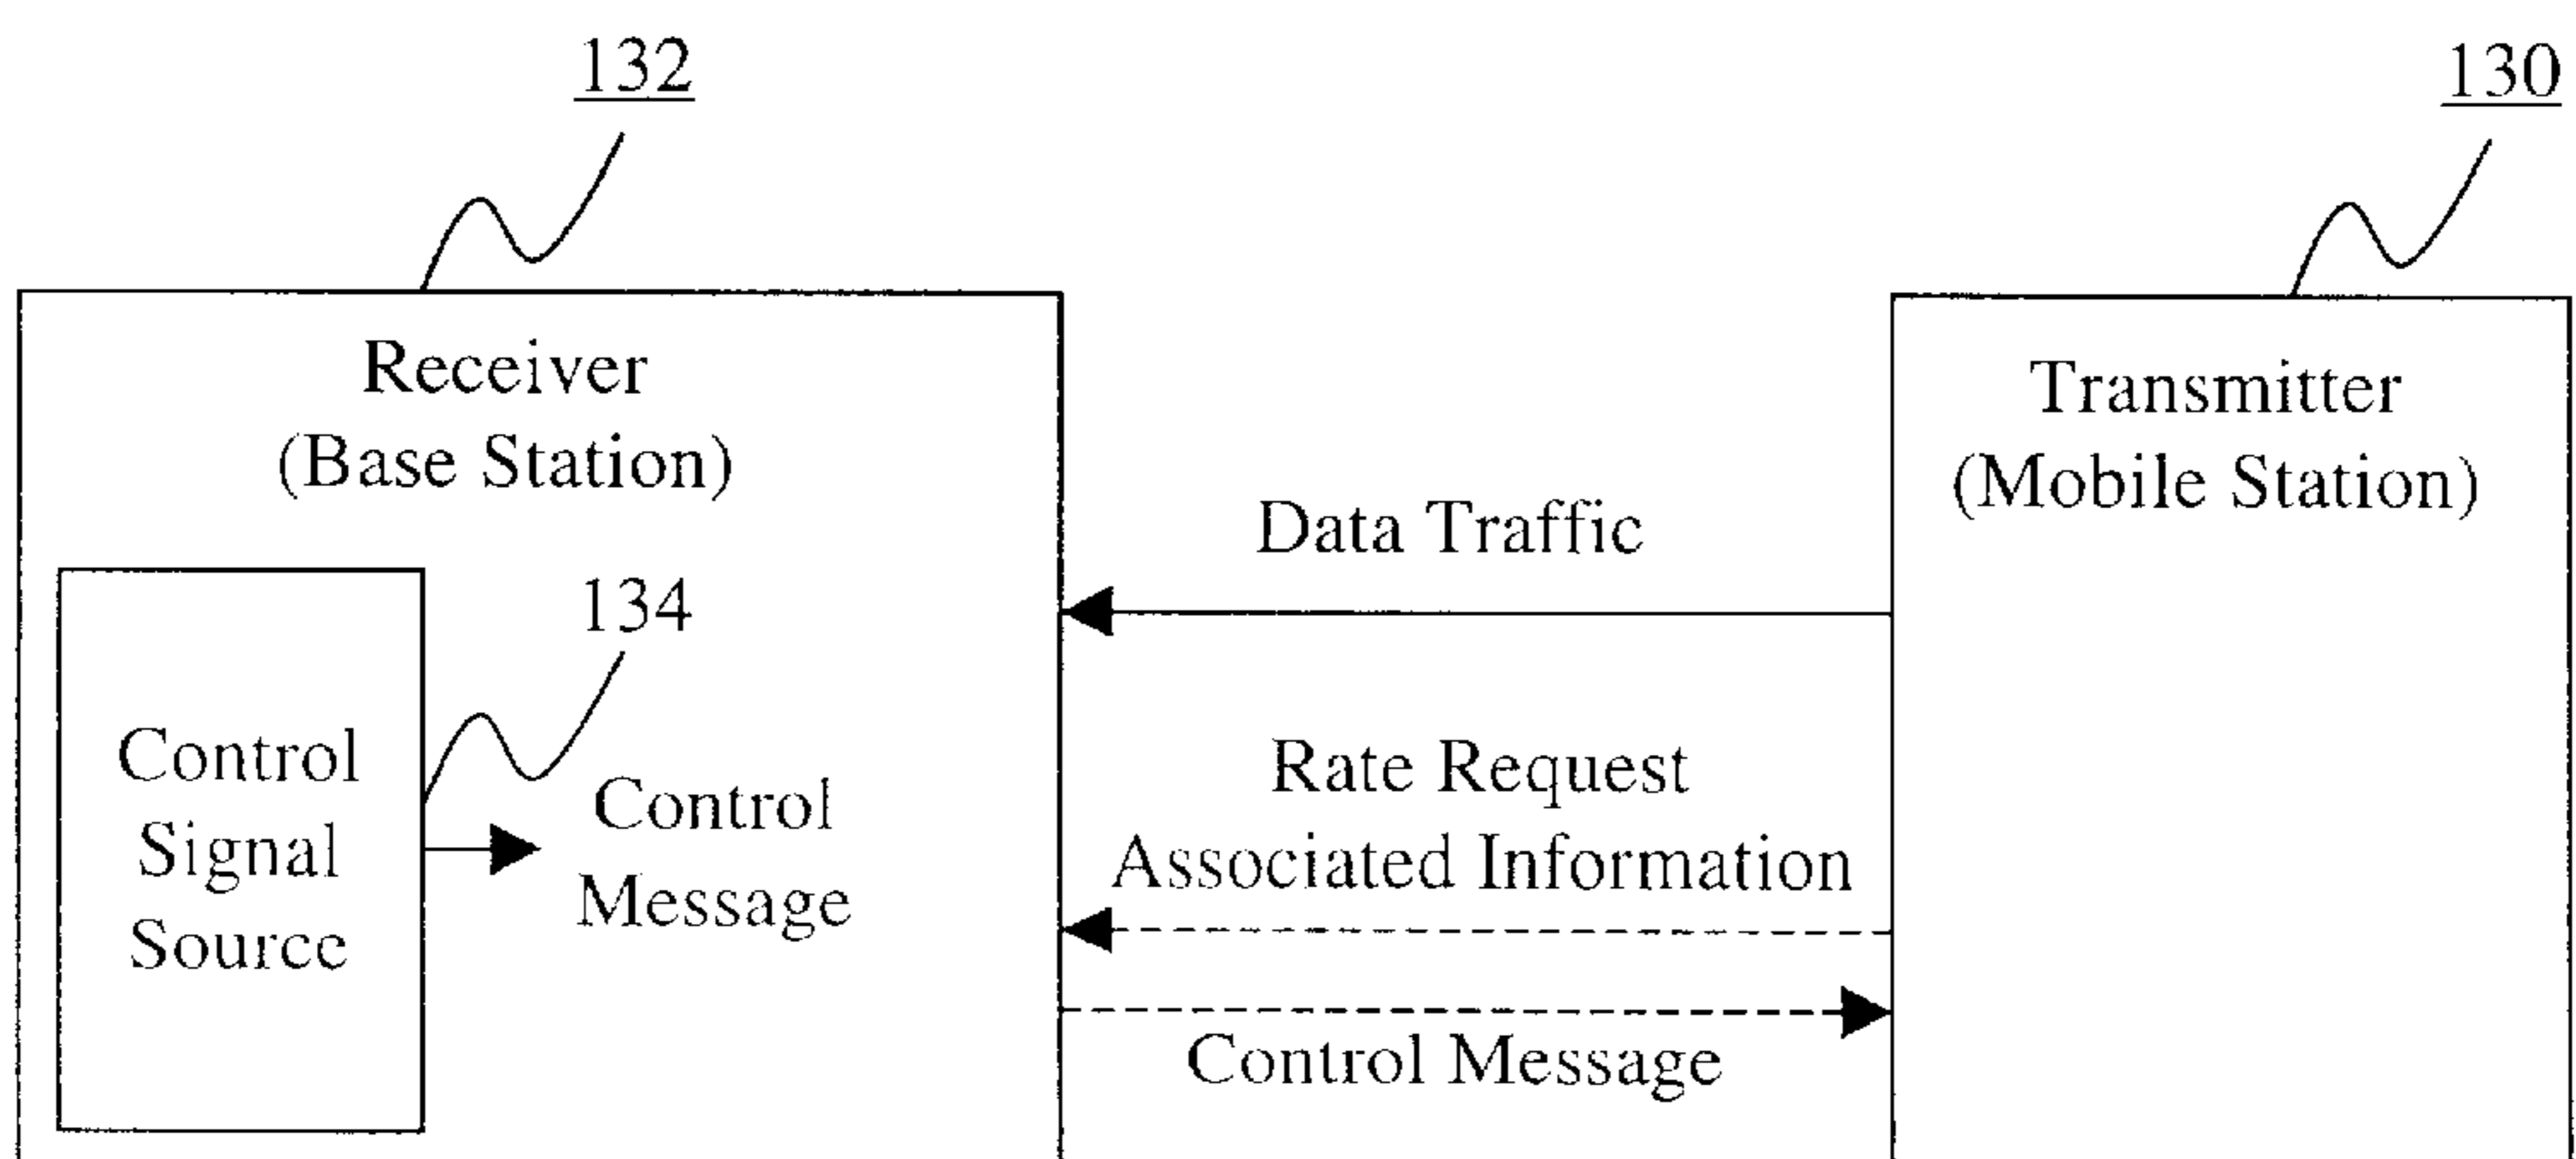 132
130
Receiver
(Base Station)
Transmitter
(Mobile Station)
Data Traffic
134
Control
Signal
Source
Control
Message
Rate Request
Associated Information
Control Message